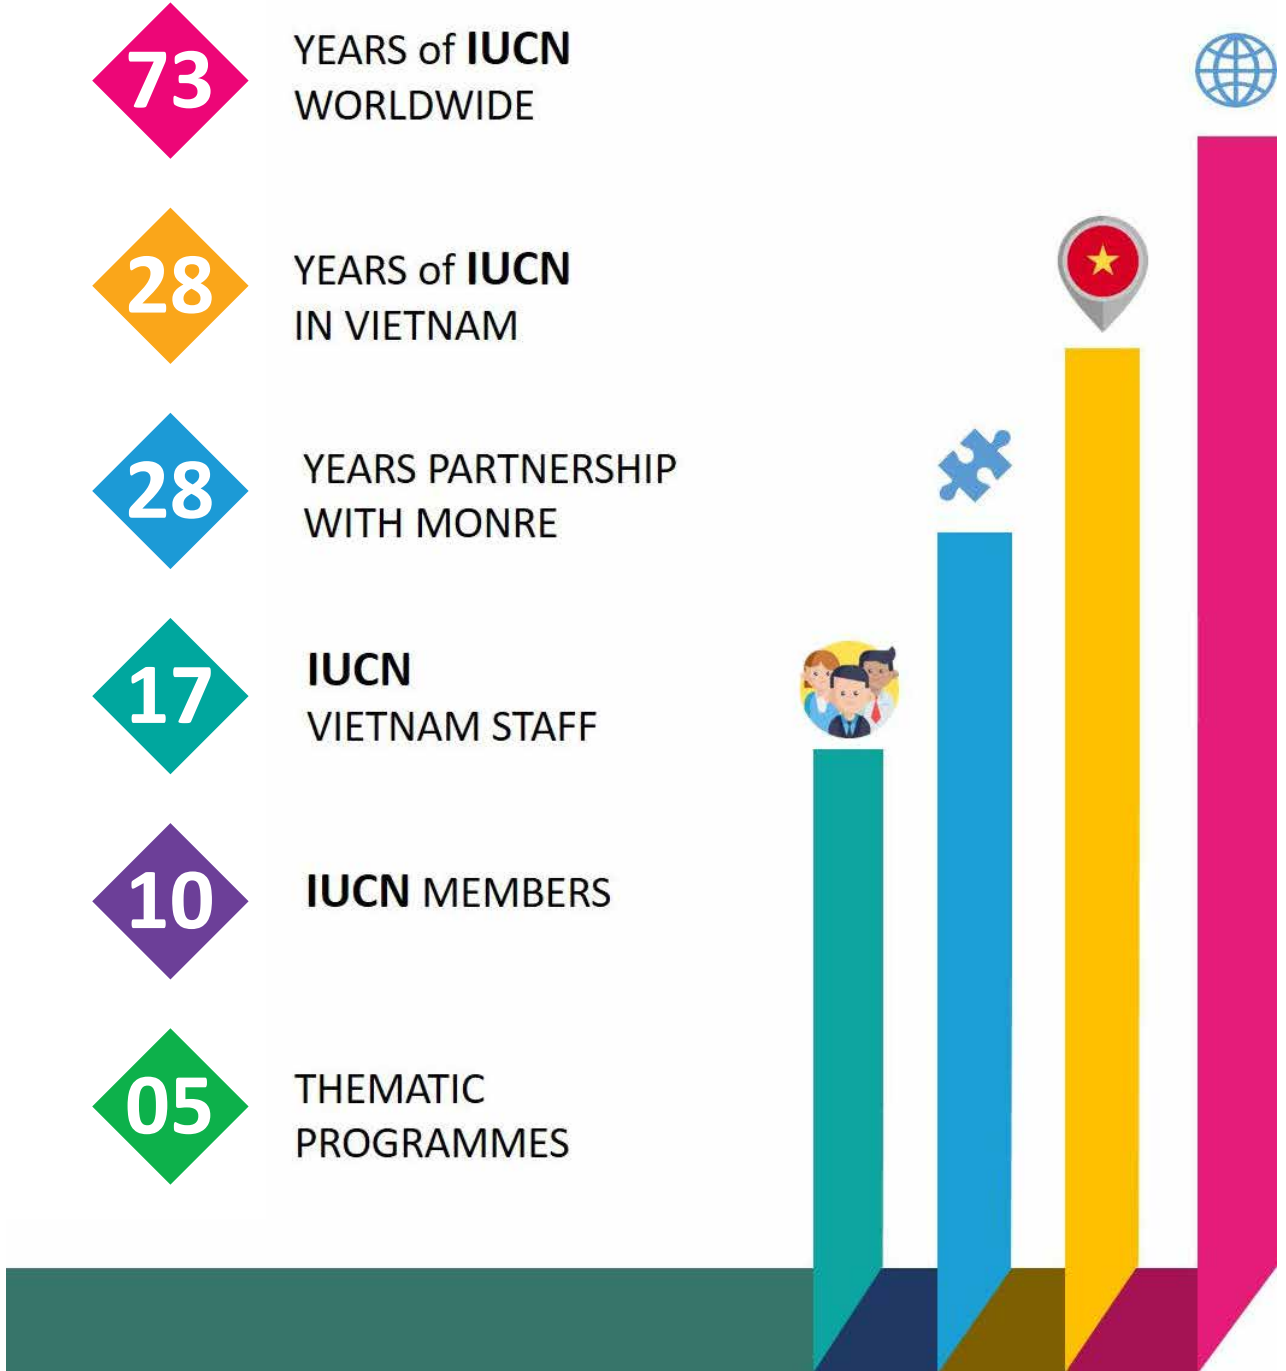 73
YEARS of IUCN
WORLDWIDE
28
YEARS of IUCN
IN VIETNAM
28
YEARS PARTNERSHIP
WITH MONRE
17
IUCN
VIETNAM STAFF
10
IUCN MEMBERS
05
THEMATIC
PROGRAMMES